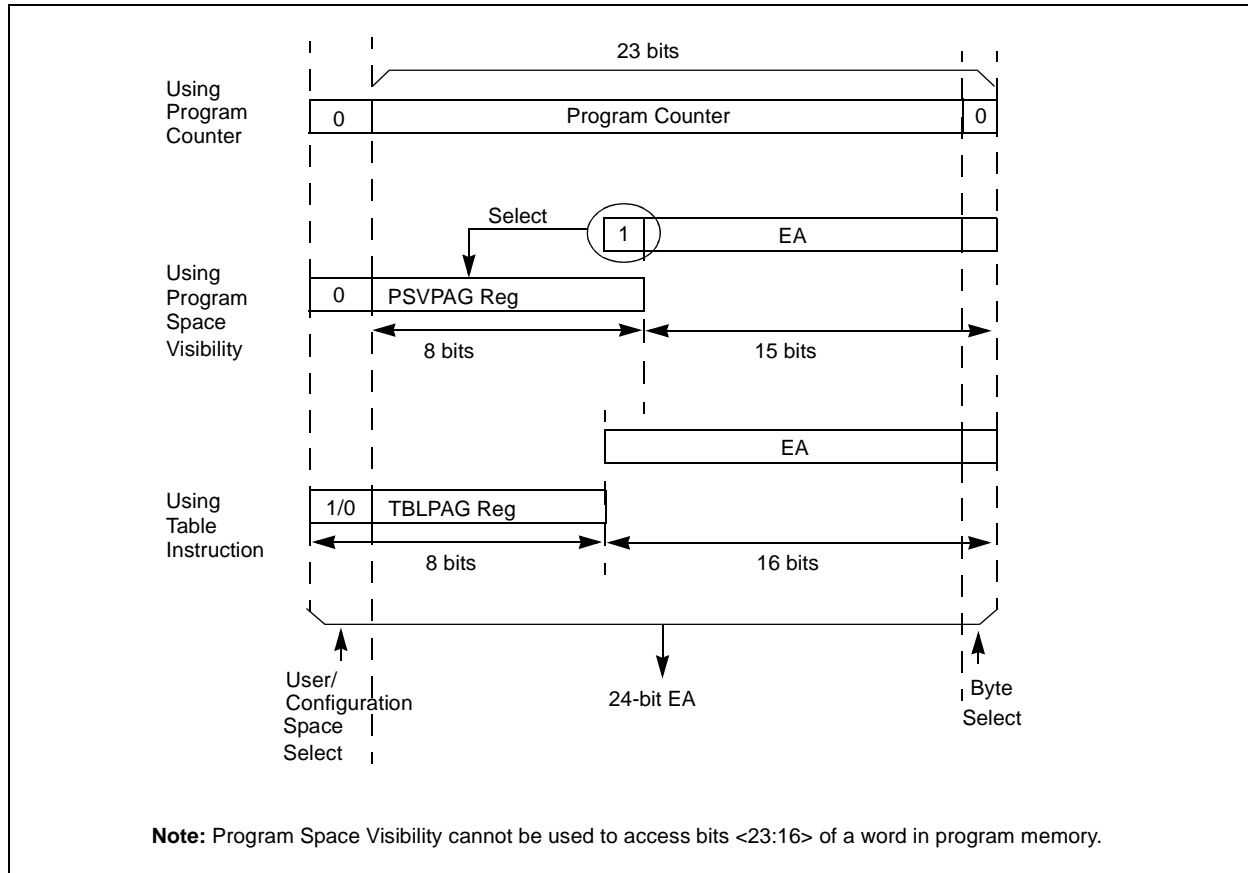 23 bits
Using
Program
Counter
0
Program Counter
0
Select
1
EA
Using
Program
Space
Visibility
0
PSVPAG Reg
8 bits
15 bits
EA
Using
Table
Instruction
1/0
TBLPAG Reg
8 bits
16 bits
User/
Configuration
Space
Select
24-bit EA
Byte
Select
Note: Program Space Visibility cannot be used to access bits <23:16> of a word in program memory.